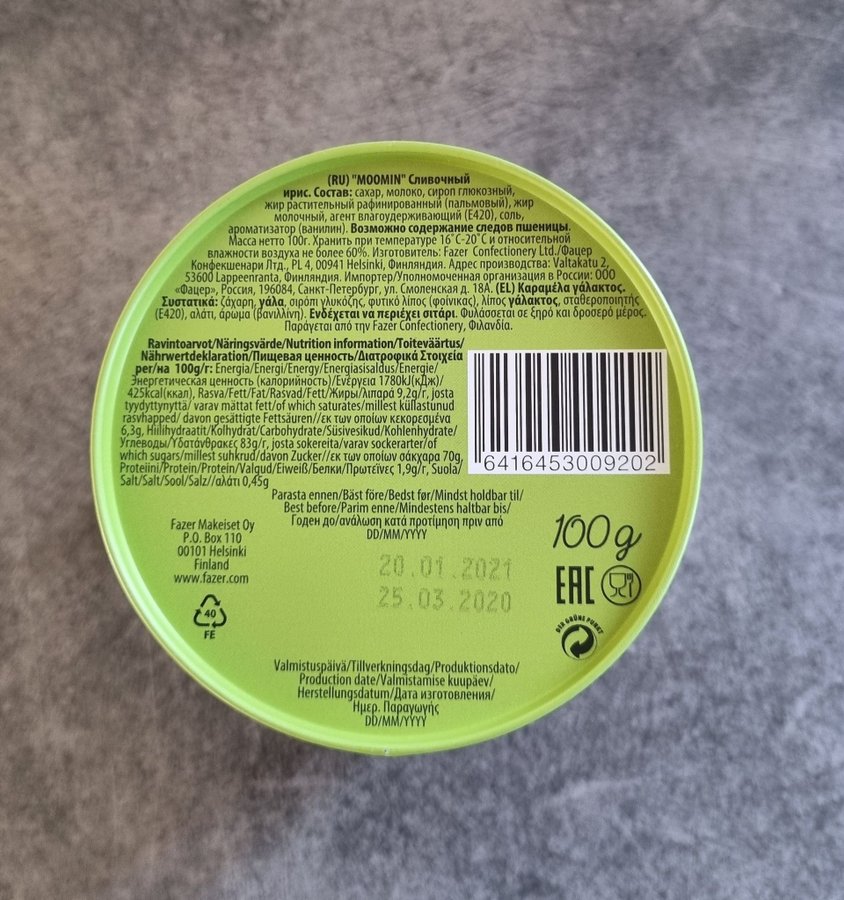 (RU) "MOOMIN" Сливочный
ирис. Состав: сахар, молоко, сироп глюкозный,
жир растительный рафинированный (пальмовый), жир
молочный, агент влагоудерживающий (Е420), соль,
ароматизатор (ванилин). Возможно содержание следов пшеницы.
Масса нетто 100г. Хранить при температуре 16˚C-20˚C и относительной
влажности воздуха не более 60%. Изготовитель: Fazer Confectionery Ltd./Фацер
Конфекшенари Лтд., PL 4, 00941 Helsinki, Финляндия. Адрес производства: Valtakatu 2,
53600 Lappeenranta, Финляндия. Импортер/Уполномоченная организация в России: ООО
«Фацер», Россия, 196084, Санкт-Петербург, ул. Смоленская д. 18А. (EL) Καραμέλα γάλακτος.
Συστατικά: ζάχαρη, γάλα, σιρόπι γλυκόζης, φυτικό λίπος (φοίνικας), λίπος γάλακτος, σταθεροποιητής
(Ε420), αλάτι, άρωμα (βανιλλίνη). Ενδέχεται να περιέχει σιτάρι. Φυλάσσεται σε ξηρό και δροσερό μέρος.
Παράγεται από την Fazer Confectionery, Φιλανδία.
Ravintoarvot/Näringsvärde/Nutrition information/Toiteväärtus/
Nährwertdeklaration/Пищевая ценность/Διατροφικά Στοιχεία
per/на 100g/г: Energia/Energi/Energy/Energiasisaldus/Energie/
Энергетическая ценность (калорийность)/Ενέργεια 1780kJ(кДж)/
425kcal(ккал), Rasva/Fett/Fat/Rasvad/Fett/Жиры/λιπαρά 9,2g/г, josta
tyydyttynyttä/ varav mättat fett/of which saturates/millest küllastunud
rasvhapped/ davon gesättigte Fettsäuren//εκ των οποίων κεκορεσμένα
6,3g, Hiilihydraatit/Kolhydrat/Carbohydrate/Süsivesikud/Kohlenhydrate/
Углеводы/Υδατάνθρακες 83g/г, josta sokereita/varav sockerarter/of
which sugars/millest suhkrud/davon Zucker//εκ των οποίων σάκχαρα 70g,
Proteiini/Protein/Protein/Valgud/Eiweiß/Белки/Πρωτεΐνες 1,9g/г, Suola/
Salt/Salt/Sool/Salz//αλάτι 0,45g
6416453009202
Parasta ennen/Bäst före/Bedst før/Mindst holdbar til/
Best before/Parim enne/Mindestens haltbar bis/
Годен до/ανάλωση κατά προτίμηση πριν από
DD/MM/YYYY
Fazer Makeiset Oy
P.O. Box 110
00101 Helsinki
Finland
www.fazer.com
40
FE
20.01.2021
25.03.2020
100g
EAC
DER GRÜNE PUNKT
Valmistuspäivä/Tillverkningsdag/Produktionsdato/
Production date/Valmistamise kuupäev/
Herstellungsdatum/Дата изготовления/
Ημερ. Παραγωγής
DD/MM/YYYY